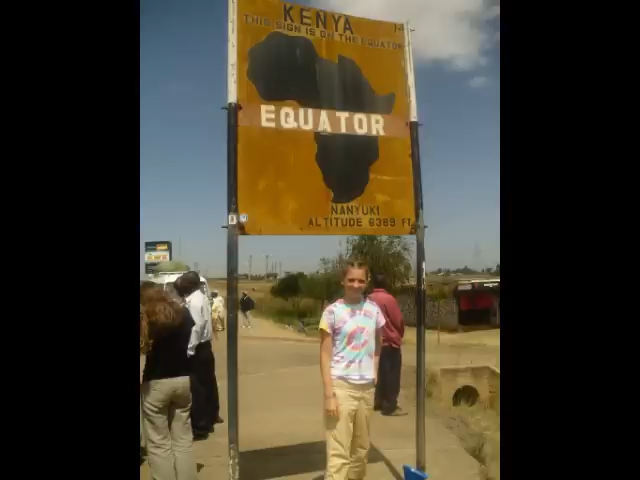 KENYA
THIS SIGN IS ON THE EQUATOR
EQUATOR
NANYUKI
ALTITUDE 6389 FT